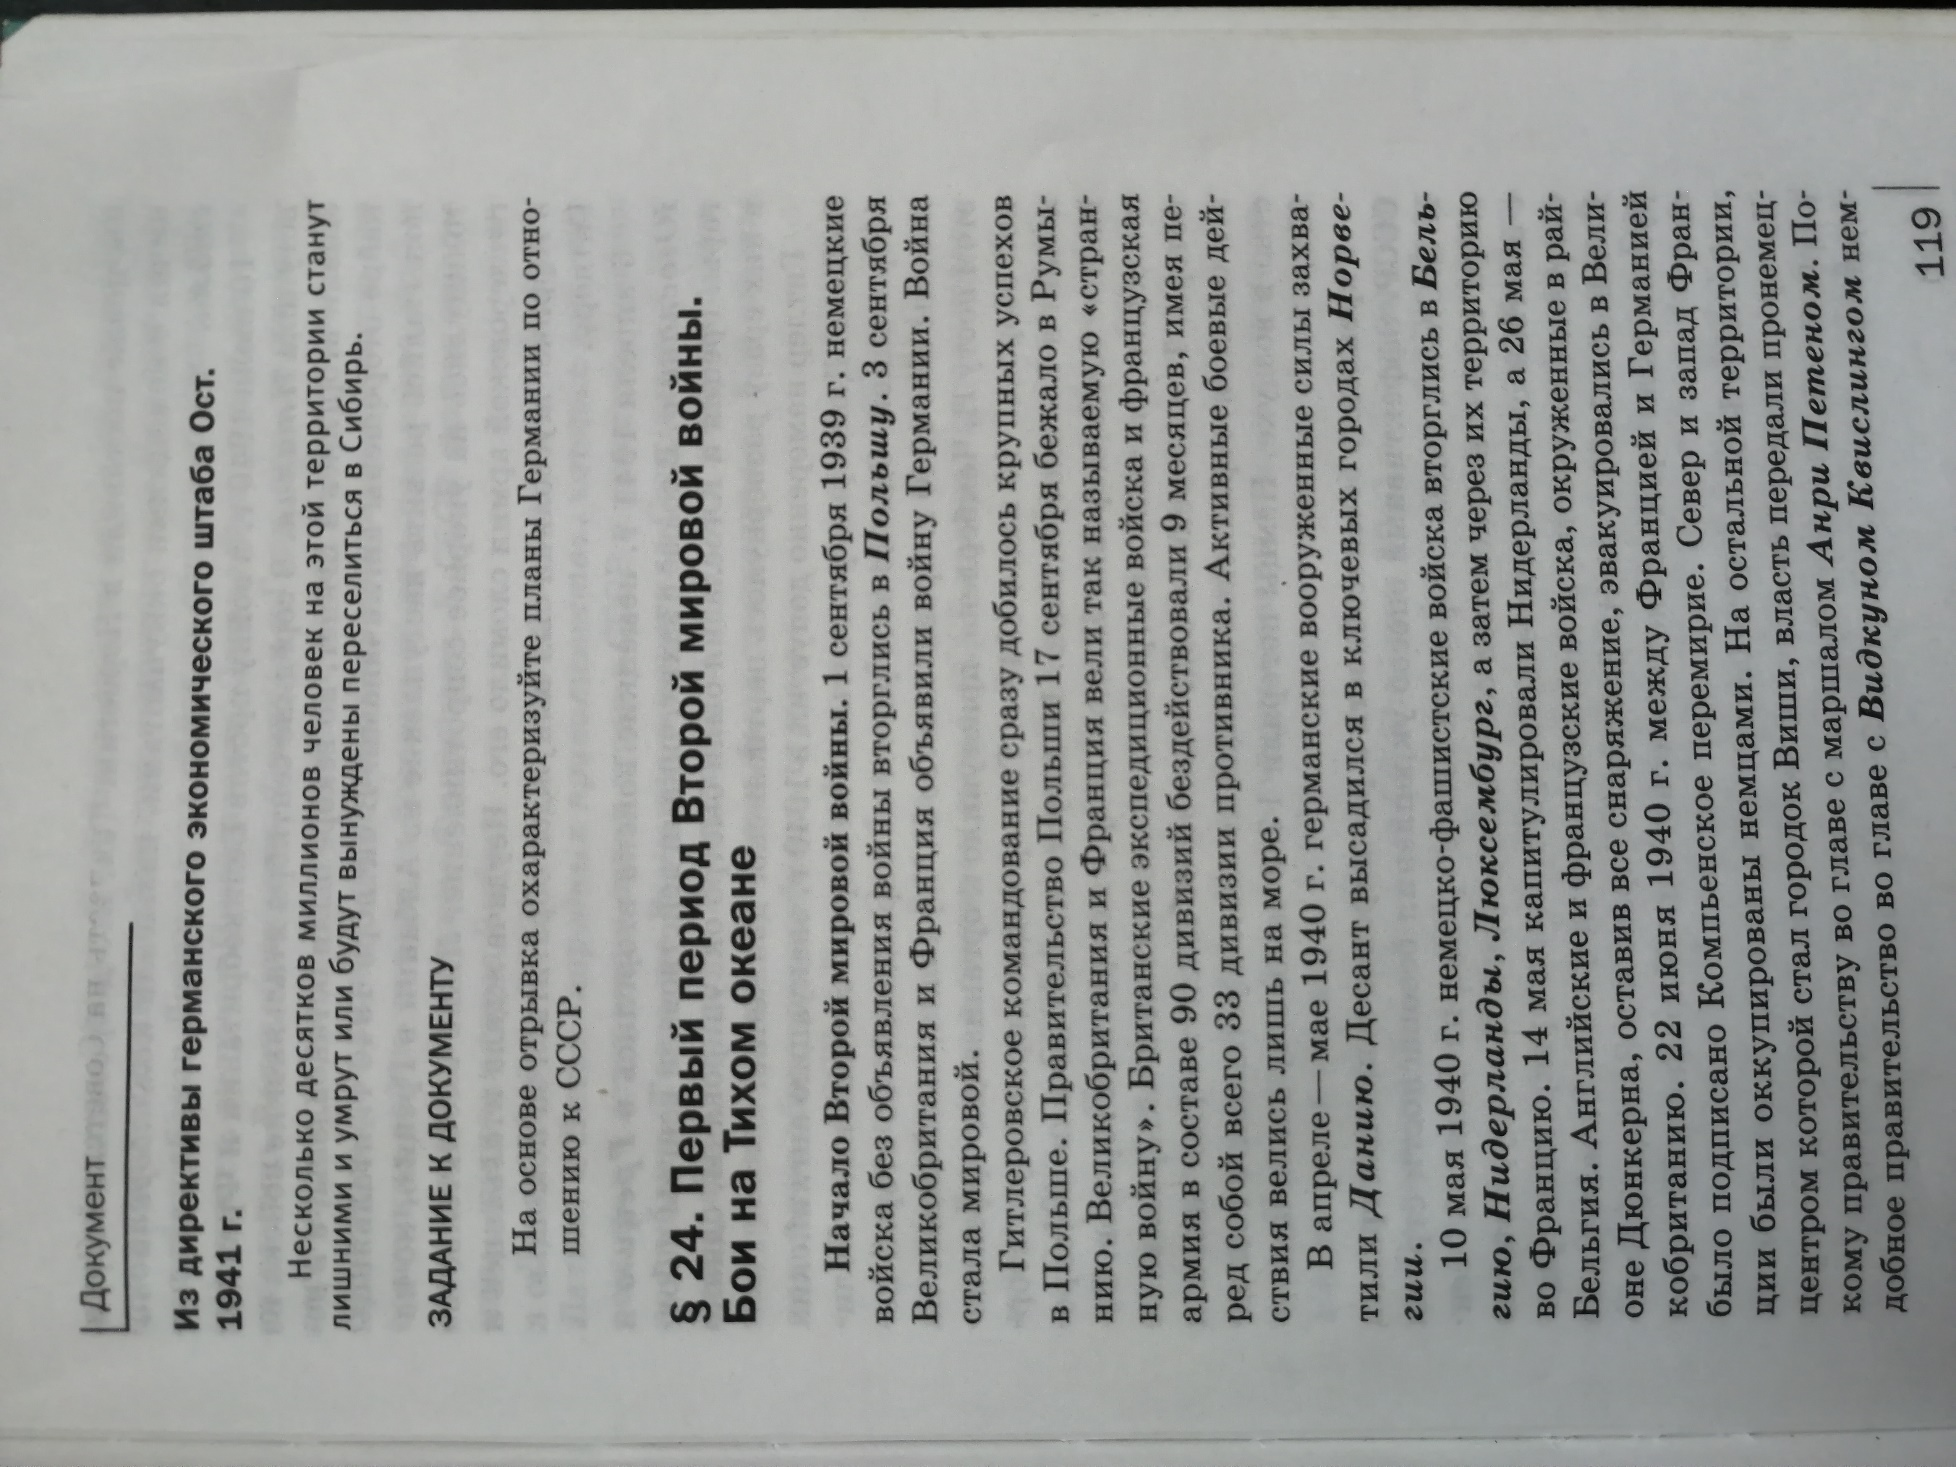 Документ
Из директивы германского экономического штаба Ост.
1941 г.
Несколько десятков миллионов человек на этой территории станут
лишними и умрут или будут вынуждены переселиться в Сибирь.
ЗАДАНИЕ К ДОКУМЕНТУ
На основе отрывка охарактеризуйте планы Германии по отно-
шению к СССР.
§ 24. Первый период Второй мировой войны.
Бои на Тихом океане
Начало Второй мировой войны. 1 сентября 1939 г. немецкие
войска без объявления войны вторглись в Польшу. 3 сентября
Великобритания и Франция объявили войну Германии. Война
стала мировой.
Гитлеровское командование сразу добилось крупных успехов
в Польше. Правительство Польши 17 сентября бежало в Румы-
нию. Великобритания и Франция вели так называемую «стран-
ную войну». Британские экспедиционные войска и французская
армия в составе 90 дивизий бездействовали 9 месяцев, имея пе-
ред собой всего 33 дивизии противника. Активные боевые дей-
ствия велись лишь на море.
В апреле — мае 1940 г. германские вооруженные силы захва-
тили Данию. Десант высадился в ключевых городах Норве-
гии.
10 мая 1940 г. немецко-фашистские войска вторглись в Бель-
гию, Нидерланды, Люксембург, а затем через их территорию
во Францию. 14 мая капитулировали Нидерланды, а 26 мая —
Бельгия. Английские и французские войска, окруженные в рай-
оне Дюнкерна, оставив все снаряжение, эвакуировались в Вели-
кобританию. 22 июня 1940 г. между Францией и Германией
было подписано Компьенское перемирие. Север и запад Фран-
ции были оккупированы немцами. На остальной территории,
центром которой стал городок Виши, власть передали пронемец-
кому правительству во главе с маршалом Анри Петеном. По-
добное правительство во главе с Видкуном Квислингом нем-
119